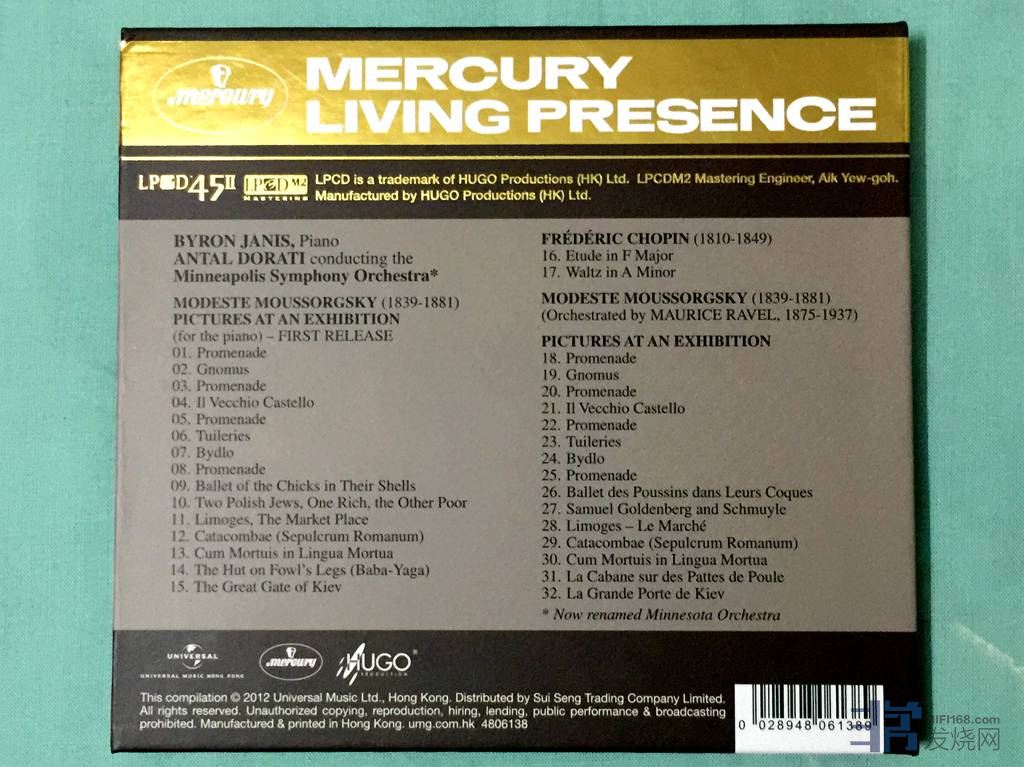 mercury
MERCURY
LIVING PRESENCE
LPCD45II LPCD M2 MASTERING
LPCD is a trademark of HUGO Productions (HK) Ltd. LPCDM2 Mastering Engineer, Aik Yew-goh.
Manufactured by HUGO Productions (HK) Ltd.
BYRON JANIS, Piano
ANTAL DORATI conducting the
Minneapolis Symphony Orchestra*
MODESTE MOUSSORGSKY (1839-1881)
PICTURES AT AN EXHIBITION
(for the piano) – FIRST RELEASE
01. Promenade
02. Gnomus
03. Promenade
04. Il Vecchio Castello
05. Promenade
06. Tuileries
07. Bydlo
08. Promenade
09. Ballet of the Chicks in Their Shells
10. Two Polish Jews, One Rich, the Other Poor
11. Limoges, The Market Place
12. Catacombae (Sepulcrum Romanum)
13. Cum Mortuis in Lingua Mortua
14. The Hut on Fowl's Legs (Baba-Yaga)
15. The Great Gate of Kiev
FRÉDÉRIC CHOPIN (1810-1849)
16. Etude in F Major
17. Waltz in A Minor
MODESTE MOUSSORGSKY (1839-1881)
(Orchestrated by MAURICE RAVEL, 1875-1937)
PICTURES AT AN EXHIBITION
18. Promenade
19. Gnomus
20. Promenade
21. Il Vecchio Castello
22. Promenade
23. Tuileries
24. Bydlo
25. Promenade
26. Ballet des Poussins dans Leurs Coques
27. Samuel Goldenberg and Schmuyle
28. Limoges – Le Marché
29. Catacombae (Sepulcrum Romanum)
30. Cum Mortuis in Lingua Mortua
31. La Cabane sur des Pattes de Poule
32. La Grande Porte de Kiev
* Now renamed Minnesota Orchestra
UNIVERSAL
UNIVERSAL MUSIC HONG KONG
mercury
HUGO®
PRODUCTION
This compilation © 2012 Universal Music Ltd., Hong Kong. Distributed by Sui Seng Trading Company Limited.
All rights reserved. Unauthorized copying, reproduction, hiring, lending, public performance & broadcasting
prohibited. Manufactured & printed in Hong Kong. umg.com.hk 4806138
0 028948 061389
HIFI168.com
发烧网